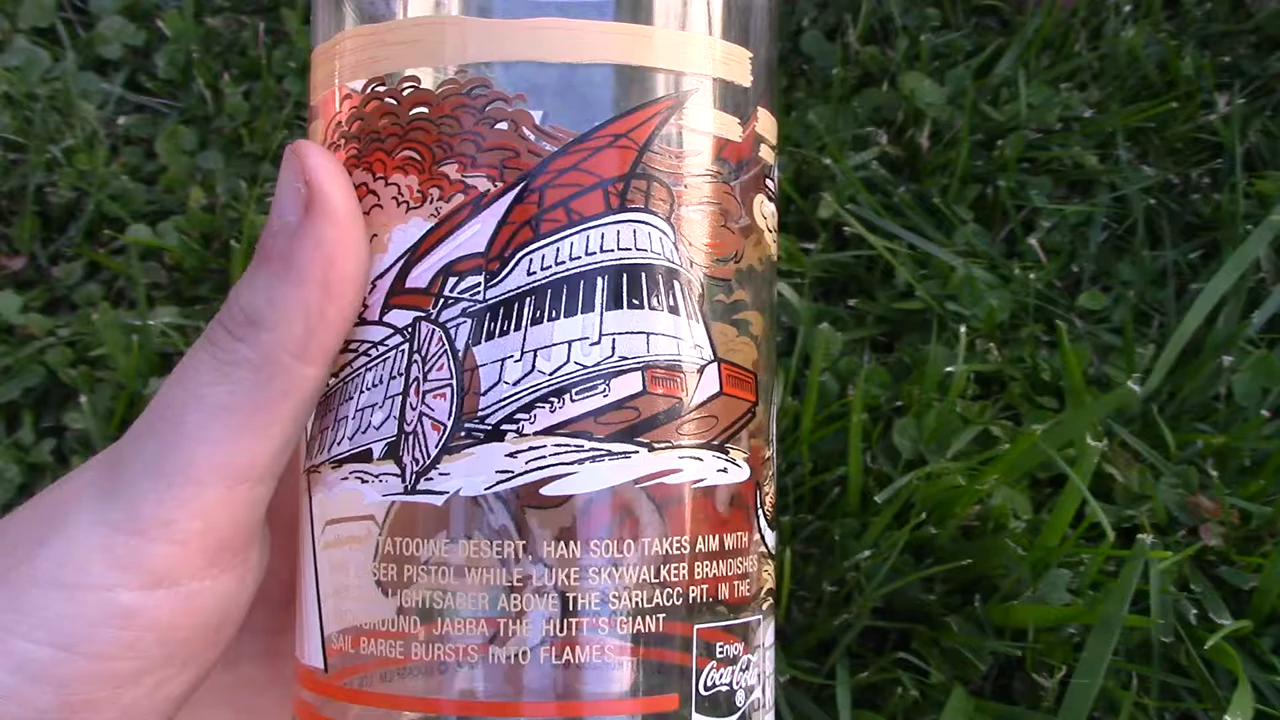 TATOOINE DESERT, HAN SOLO TAKES AIM WITH
SER PISTOL WHILE LUKE SKYWALKER BRANDISHES
LIGHTSABER ABOVE THE SARLACC PIT. IN THE
GROUND, JABBA THE HUTT'S GIANT
SAIL BARGE BURSTS INTO FLAMES
Enjoy
Coca-Cola
®